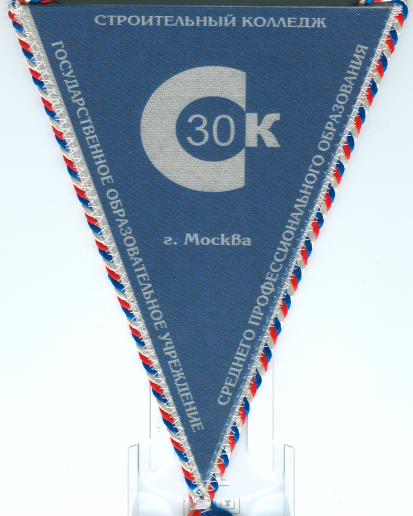 СТРОИТЕЛЬНЫЙ КОЛЛЕДЖ
ГОСУДАРСТВЕННОЕ ОБРАЗОВАТЕЛЬНОЕ УЧРЕЖДЕНИЕ
СРЕДНЕГО ПРОФЕССИОНАЛЬНОГО ОБРАЗОВАНИЯ
С 30 К
г. Москва